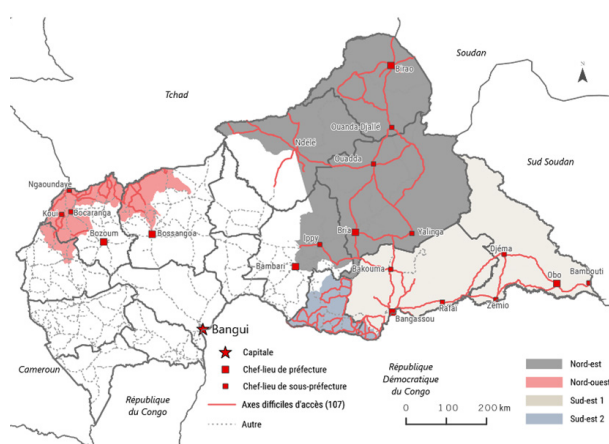 Soudan
Tchad
N
Birao
Ouanda Djallé
Ndélé
Ouadda
Sud Soudan
Ngaoundaye
Koui
Bocaranga
Bozoum
Bossangoa
Ippy
Bria
Yalinga
Bambari
Bakouma
Djéma
Obo
Bambouti
Bangassou
Rafaï
Zémio
Bangui
Cameroun
République
du Congo
République
Démocratique
du Congo
Capitale
Chef-lieu de préfecture
Chef-lieu de sous-préfecture
Axes difficiles d'accès (107)
Autre
0 100 200 km
Nord-est
Nord-ouest
Sud-est 1
Sud-est 2